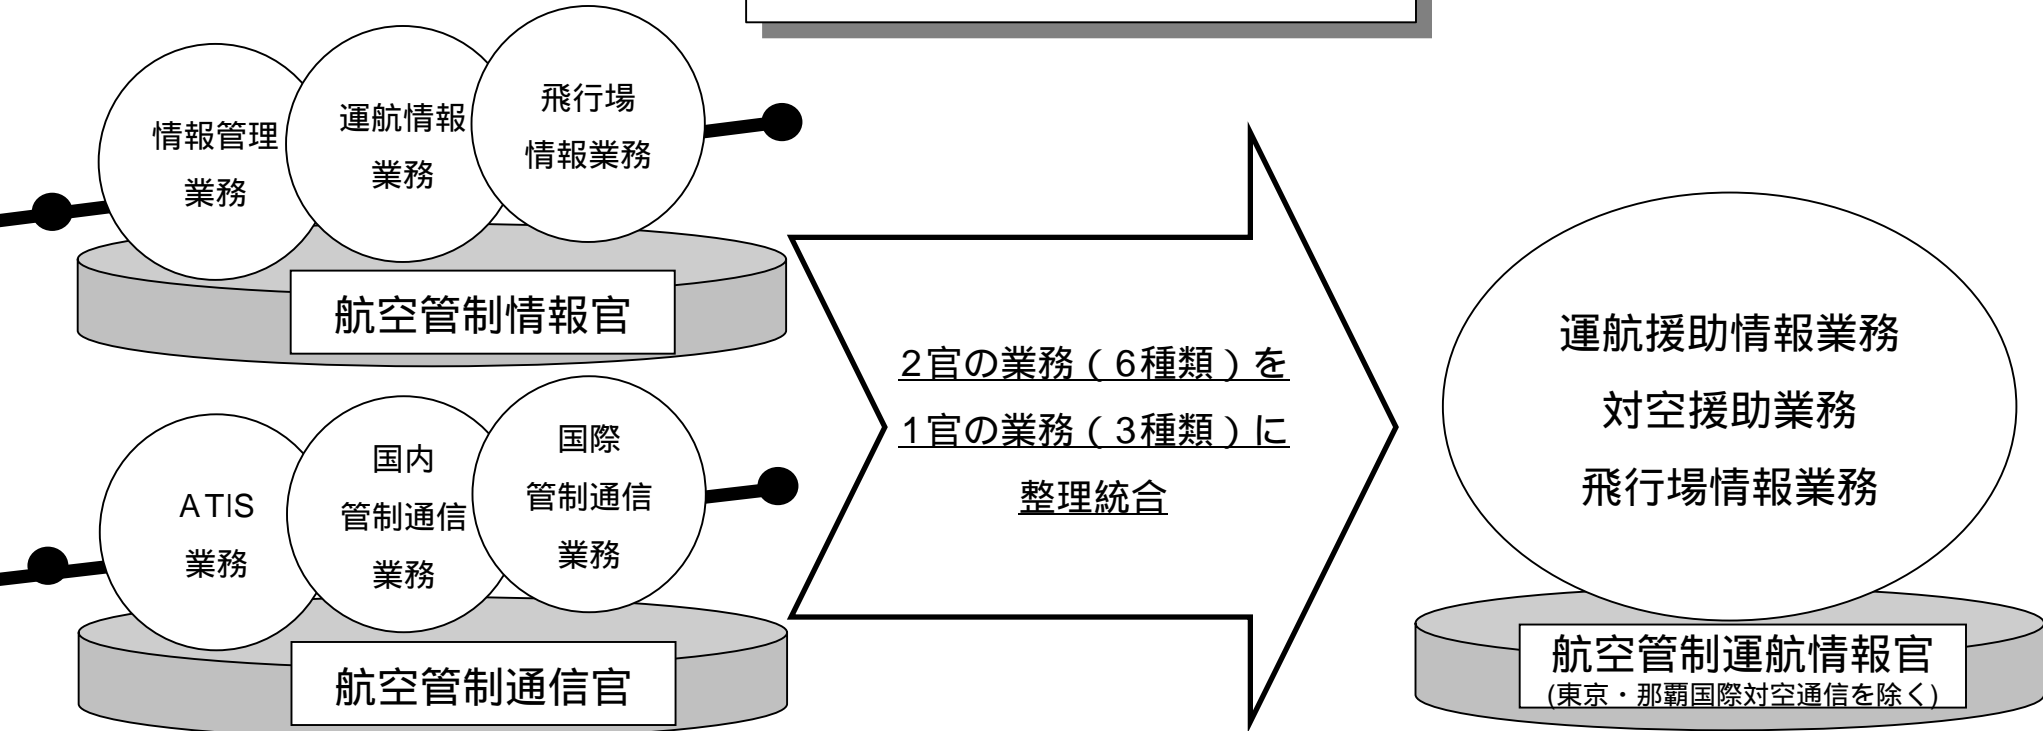 情報管理
業務
運航情報
業務
飛行場
情報業務
航空管制情報官
ATIS
業務
国内
管制通信
業務
国際
管制通信
業務
航空管制通信官
2官の業務(6種類)を
1官の業務(3種類)に
整理統合
運航援助情報業務
対空援助業務
飛行場情報業務
航空管制運航情報官
(東京・那覇国際対空通信を除く)